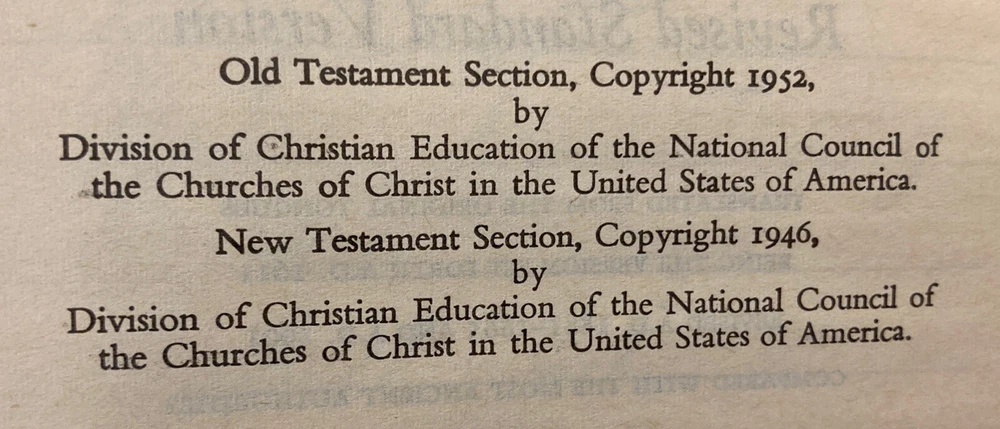 Old Testament Section, Copyright 1952,
by
Division of Christian Education of the National Council of
the Churches of Christ in the United States of America.
New Testament Section, Copyright 1946,
by
Division of Christian Education of the National Council of
the Churches of Christ in the United States of America.